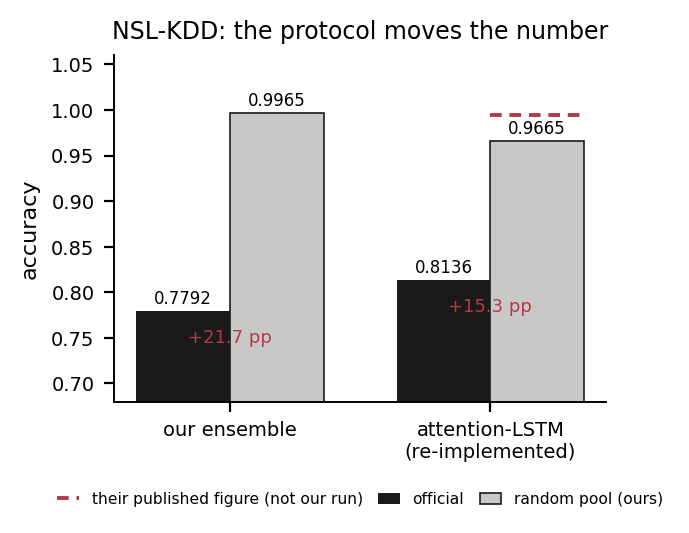 NSL-KDD: the protocol moves the number
accuracy
1.05
1.00
0.95
0.90
0.85
0.80
0.75
0.70
0.7792
0.9965
0.8136
0.9665
+21.7 pp
+15.3 pp
our ensemble
attention-LSTM
(re-implemented)
their published figure (not our run)
official
random pool (ours)